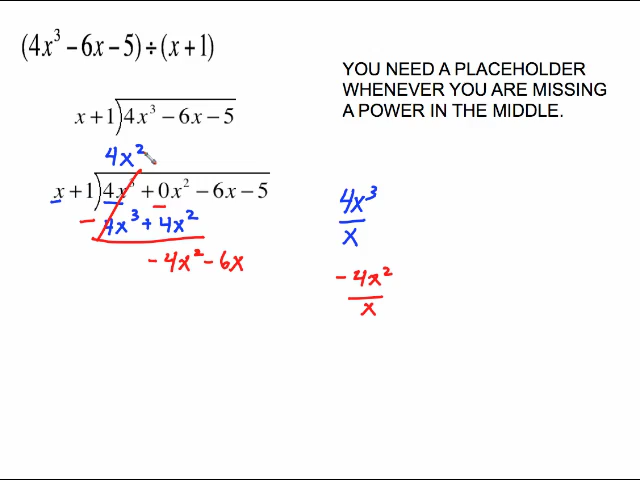 (4x³ – 6x – 5) ÷ (x + 1)
YOU NEED A PLACEHOLDER
WHENEVER YOU ARE MISSING
A POWER IN THE MIDDLE.
x + 1)4x³ – 6x – 5
4x²
x + 1)4x³ + 0x² – 6x – 5
– 4x³ + 4x²
– 4x² – 6x
4x³
x
– 4x²
x